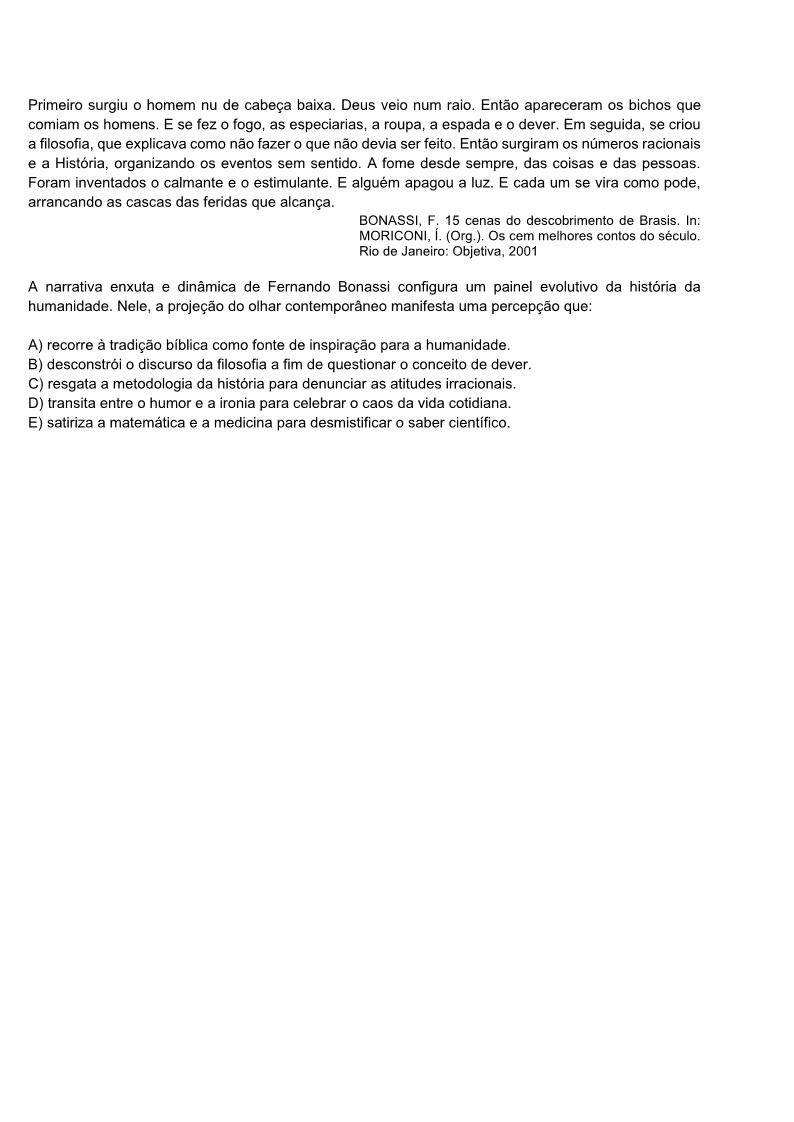 Primeiro surgiu o homem nu de cabeça baixa. Deus veio num raio. Então apareceram os bichos que
comiam os homens. E se fez o fogo, as especiarias, a roupa, a espada e o dever. Em seguida, se criou
a filosofia, que explicava como não fazer o que não devia ser feito. Então surgiram os números racionais
e a História, organizando os eventos sem sentido. A fome desde sempre, das coisas e das pessoas.
Foram inventados o calmante e o estimulante. E alguém apagou a luz. E cada um se vira como pode,
arrancando as cascas das feridas que alcança.
BONASSI, F. 15 cenas do descobrimento de Brasis. In:
MORICONI, Í. (Org.). Os cem melhores contos do século.
Rio de Janeiro: Objetiva, 2001
A narrativa enxuta e dinâmica de Fernando Bonassi configura um painel evolutivo da história da
humanidade. Nele, a projeção do olhar contemporâneo manifesta uma percepção que:
A) recorre à tradição bíblica como fonte de inspiração para a humanidade.
B) desconstrói o discurso da filosofia a fim de questionar o conceito de dever.
C) resgata a metodologia da história para denunciar as atitudes irracionais.
D) transita entre o humor e a ironia para celebrar o caos da vida cotidiana.
E) satiriza a matemática e a medicina para desmistificar o saber científico.